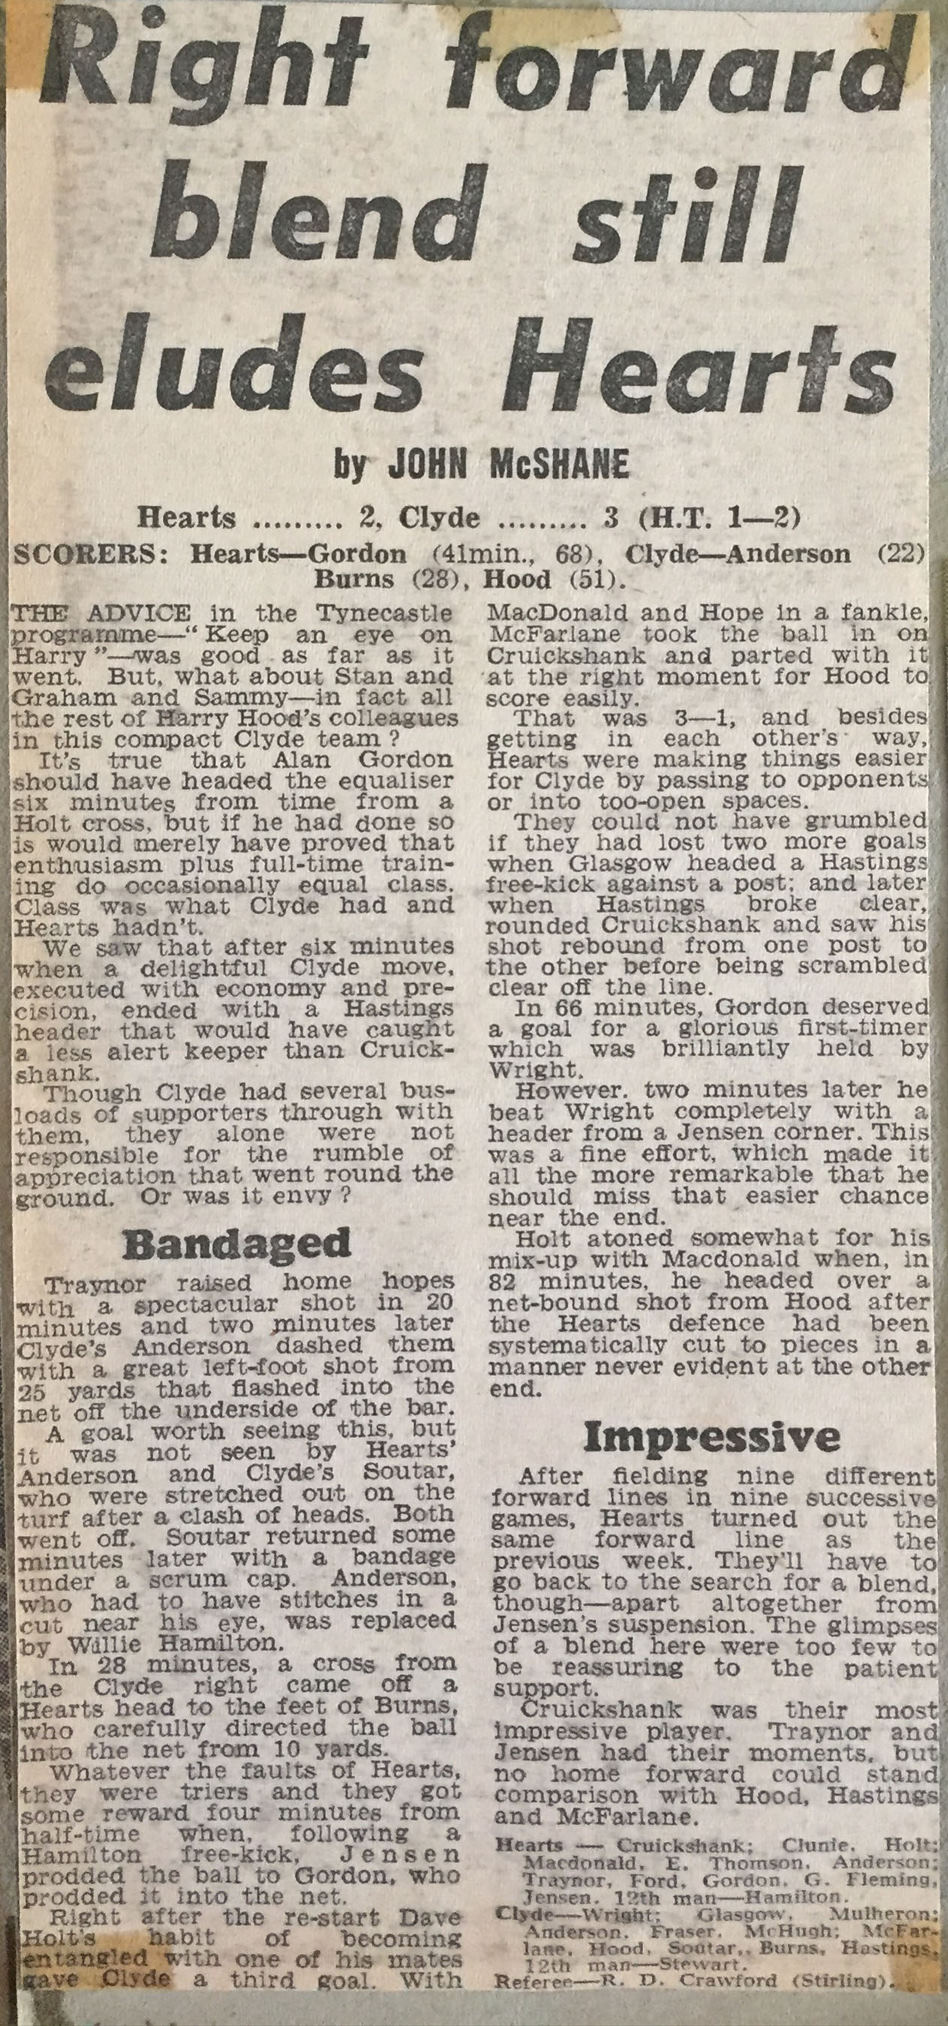 Right forward
blend still
eludes Hearts
by JOHN McSHANE
Hearts ......... 2, Clyde ......... 3 (H.T. 1—2)
SCORERS: Hearts—Gordon (41min., 68), Clyde—Anderson (22)
Burns (28), Hood (51).
THE ADVICE in the Tynecastle
programme—“Keep an eye on
Harry”—was good as far as it
went. But, what about Stan and
Graham and Sammy—in fact all
the rest of Harry Hood's colleagues
in this compact Clyde team?
It's true that Alan Gordon
should have headed the equaliser
six minutes from time from a
Holt cross, but if he had done so
is would merely have proved that
enthusiasm plus full-time train-
ing do occasionally equal class.
Class was what Clyde had and
Hearts hadn't.
We saw that after six minutes
when a delightful Clyde move,
executed with economy and pre-
cision, ended with a Hastings
header that would have caught
a less alert keeper than Cruick-
shank.
Though Clyde had several bus-
loads of supporters through with
them, they alone were not
responsible for the rumble of
appreciation that went round the
ground. Or was it envy?
Bandaged
Traynor raised home hopes
with a spectacular shot in 20
minutes and two minutes later
Clyde's Anderson dashed them
with a great left-foot shot from
25 yards that flashed into the
net off the underside of the bar.
A goal worth seeing this, but
it was not seen by Hearts'
Anderson and Clyde's Soutar,
who were stretched out on the
turf after a clash of heads. Both
went off. Soutar returned some
minutes later with a bandage
under a scrum cap. Anderson,
who had to have stitches in a
cut near his eye, was replaced
by Willie Hamilton.
In 28 minutes, a cross from
the Clyde right came off a
Hearts head to the feet of Burns,
who carefully directed the ball
into the net from 10 yards.
Whatever the faults of Hearts,
they were triers and they got
some reward four minutes from
half-time when, following a
Hamilton free-kick, Jensen
prodded the ball to Gordon, who
prodded it into the net.
Right after the re-start Dave
Holt's habit of becoming
entangled with one of his mates
gave Clyde a third goal. With
MacDonald and Hope in a fankle,
McFarlane took the ball in on
Cruickshank and parted with it
at the right moment for Hood to
score easily.
That was 3—1, and besides
getting in each other's way,
Hearts were making things easier
for Clyde by passing to opponents
or into too-open spaces.
They could not have grumbled
if they had lost two more goals
when Glasgow headed a Hastings
free-kick against a post; and later
when Hastings broke clear,
rounded Cruickshank and saw his
shot rebound from one post to
the other before being scrambled
clear off the line.
In 66 minutes, Gordon deserved
a goal for a glorious first-timer
which was brilliantly held by
Wright.
However, two minutes later he
beat Wright completely with a
header from a Jensen corner. This
was a fine effort, which made it
all the more remarkable that he
should miss that easier chance
near the end.
Holt atoned somewhat for his
mix-up with Macdonald when, in
82 minutes, he headed over a
net-bound shot from Hood after
the Hearts defence had been
systematically cut to pieces in a
manner never evident at the other
end.
Impressive
After fielding nine different
forward lines in nine successive
games, Hearts turned out the
same forward line as the
previous week. They'll have to
go back to the search for a blend,
though—apart altogether from
Jensen's suspension. The glimpses
of a blend here were too few to
be reassuring to the patient
support.
Cruickshank was their most
impressive player. Traynor and
Jensen had their moments, but
no home forward could stand
comparison with Hood, Hastings
and McFarlane.
Hearts — Cruickshank; Clunie, Holt;
Macdonald, E. Thomson, Anderson;
Traynor, Ford, Gordon, G. Fleming,
Jensen. 12th man—Hamilton.
Clyde—Wright; Glasgow, Mulheron;
Anderson, Fraser, McHugh; McFar-
lane, Hood, Soutar,, Burns, Hastings.
12th man—Stewart.
Referee—R. D. Crawford (Stirling).